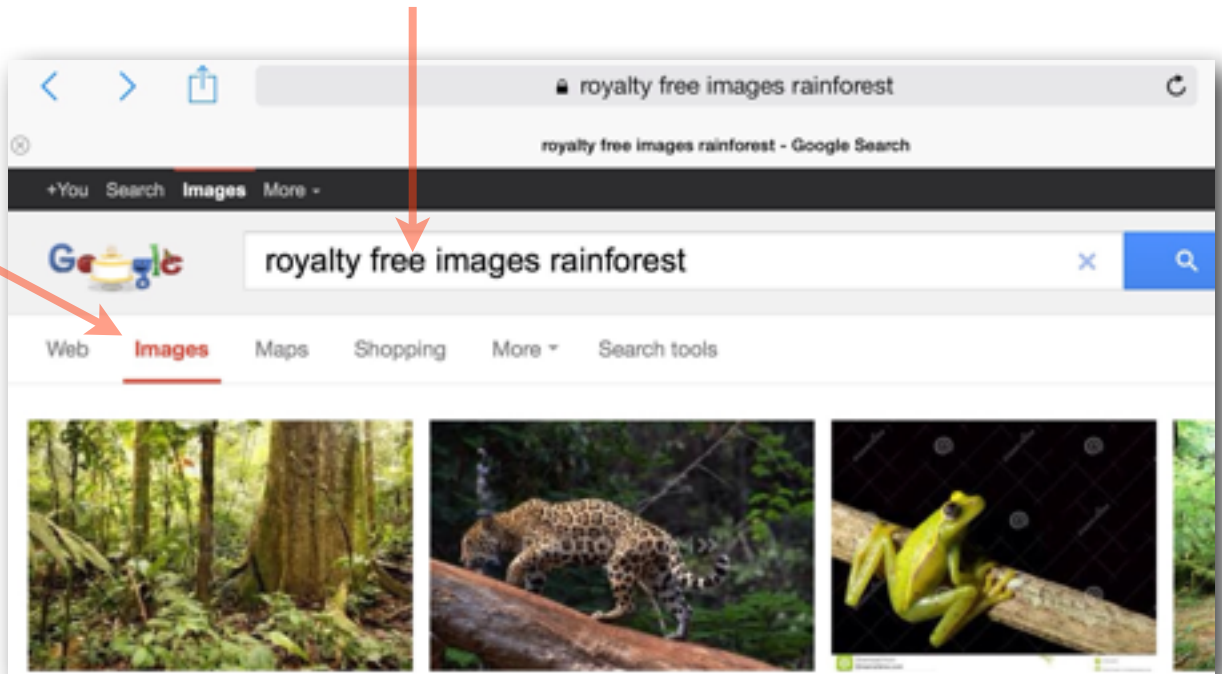 royalty free images rainforest
royalty free images rainforest - Google Search
+You Search Images More
Google
royalty free images rainforest
Web Images Maps Shopping More Search tools